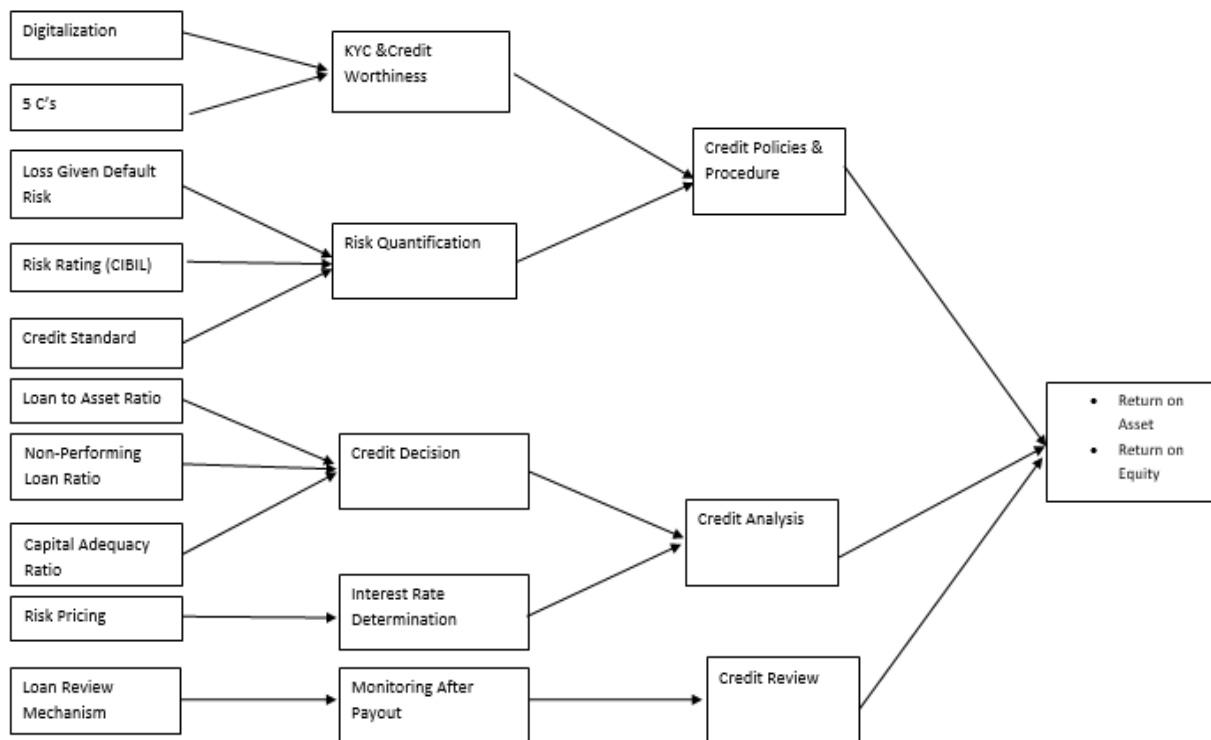 Digitalization
5 C's
Loss Given Default
Risk
Risk Rating (CIBIL)
Credit Standard
Loan to Asset Ratio
Non-Performing
Loan Ratio
Capital Adequacy
Ratio
Risk Pricing
Loan Review
Mechanism
KYC &Credit
Worthiness
Risk Quantification
Credit Decision
Interest Rate
Determination
Monitoring After
Payout
Credit Policies &
Procedure
Credit Analysis
Credit Review
• Return on
Asset
• Return on
Equity